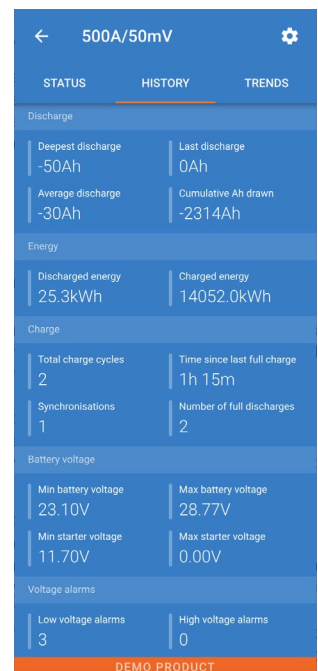 500A/50mV
STATUS HISTORY TRENDS
Discharge
Deepest discharge Last discharge
-50Ah 0Ah
Average discharge Cumulative Ah drawn
-30Ah -2314Ah
Energy
Discharged energy Charged energy
25.3kWh 14052.0kWh
Charge
Total charge cycles Time since last full charge
2 1h 15m
Synchronisations Number of full discharges
1 2
Battery voltage
Min battery voltage Max battery voltage
23.10V 28.77V
Min starter voltage Max starter voltage
11.70V 0.00V
Voltage alarms
Low voltage alarms High voltage alarms
3 0
DEMO PRODUCT